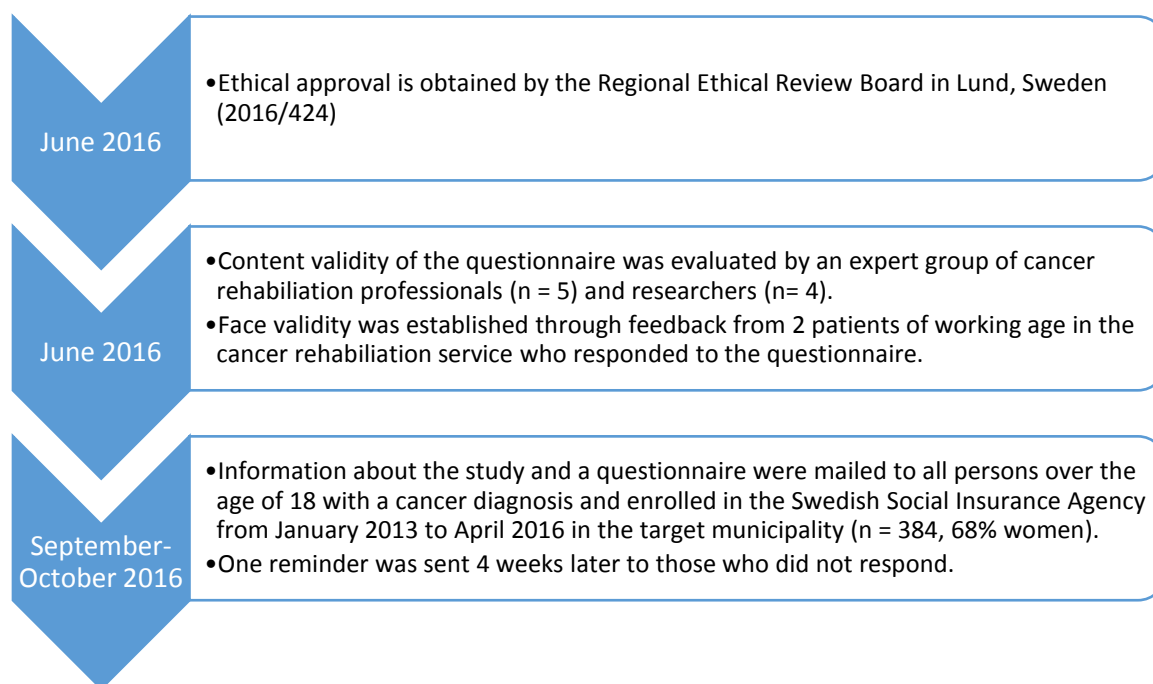 June 2016
•Ethical approval is obtained by the Regional Ethical Review Board in Lund, Sweden
(2016/424)
June 2016
•Content validity of the questionnaire was evaluated by an expert group of cancer
rehabiliation professionals (n = 5) and researchers (n= 4).
•Face validity was established through feedback from 2 patients of working age in the
cancer rehabiliation service who responded to the questionnaire.
September-
October 2016
•Information about the study and a questionnaire were mailed to all persons over the
age of 18 with a cancer diagnosis and enrolled in the Swedish Social Insurance Agency
from January 2013 to April 2016 in the target municipality (n = 384, 68% women).
•One reminder was sent 4 weeks later to those who did not respond.